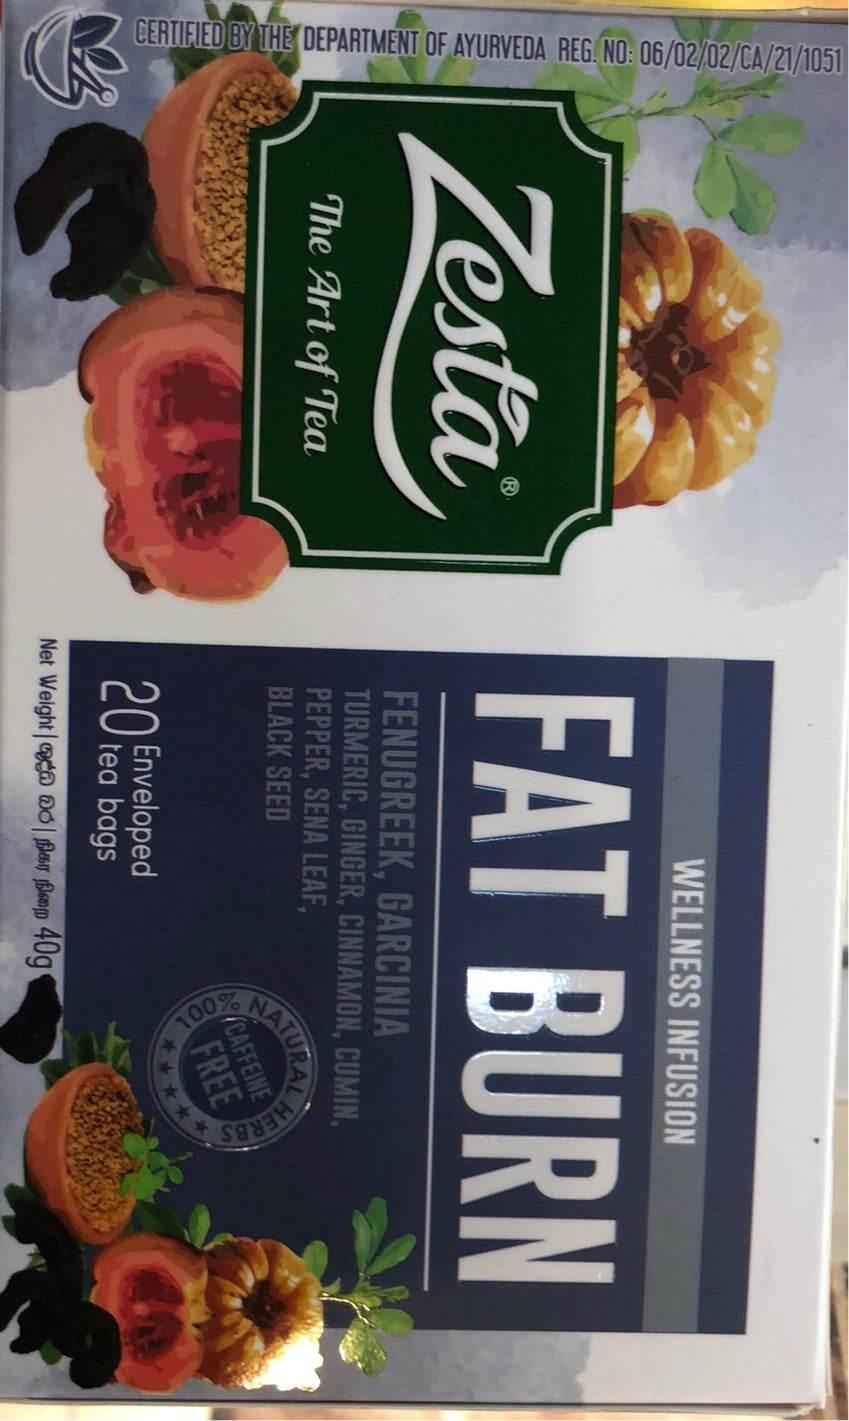 CERTIFIED BY THE DEPARTMENT OF AYURVEDA REG. NO: 06/02/02/CA/21/1051
Zesta®
The Art of Tea
WELLNESS INFUSION
FAT BURN
FENUGREEK, GARCINIA
TURMERIC, GINGER, CINNAMON, CUMIN,
PEPPER, SENA LEAF,
BLACK SEED
100% NATURAL HERBS
CAFFEINE
FREE
20 Enveloped
tea bags
Net Weight | ශුද්ධ බර | நிகர நிறை 40g